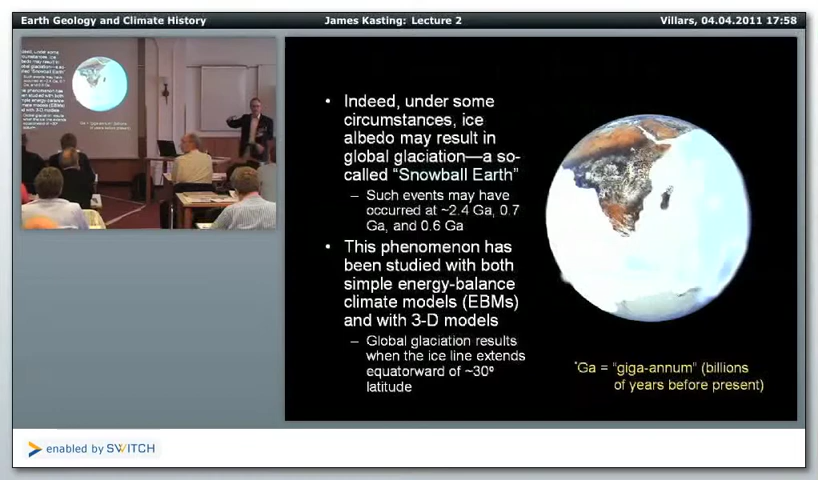 Earth Geology and Climate History
James Kasting: Lecture 2
Villars, 04.04.2011 17:58
• Indeed, under some
circumstances, ice
albedo may result in
global glaciation—a so-
called “Snowball Earth”
– Such events may have
occurred at ~2.4 Ga, 0.7
Ga, and 0.6 Ga
• This phenomenon has
been studied with both
simple energy-balance
climate models (EBMs)
and with 3-D models
– Global glaciation results
when the ice line extends
equatorward of ~30º
latitude
*Ga = “giga-annum” (billions
of years before present)
enabled by SWITCH